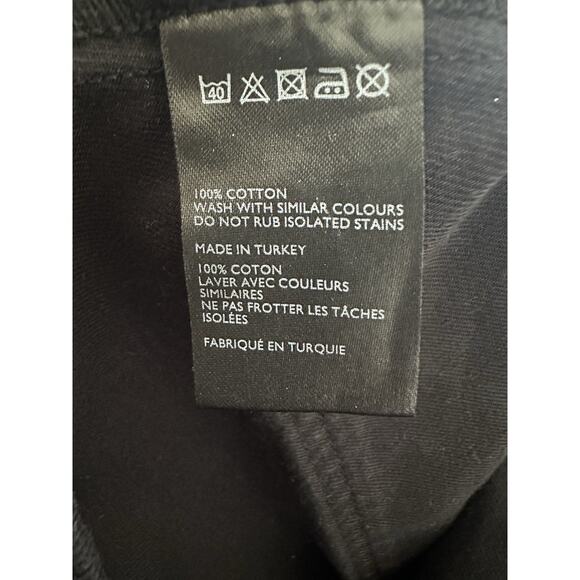 40
100% COTTON
WASH WITH SIMILAR COLOURS
DO NOT RUB ISOLATED STAINS
MADE IN TURKEY
100% COTON
LAVER AVEC COULEURS
SIMILAIRES
NE PAS FROTTER LES TÂCHES
ISOLÉES
FABRIQUÉ EN TURQUIE